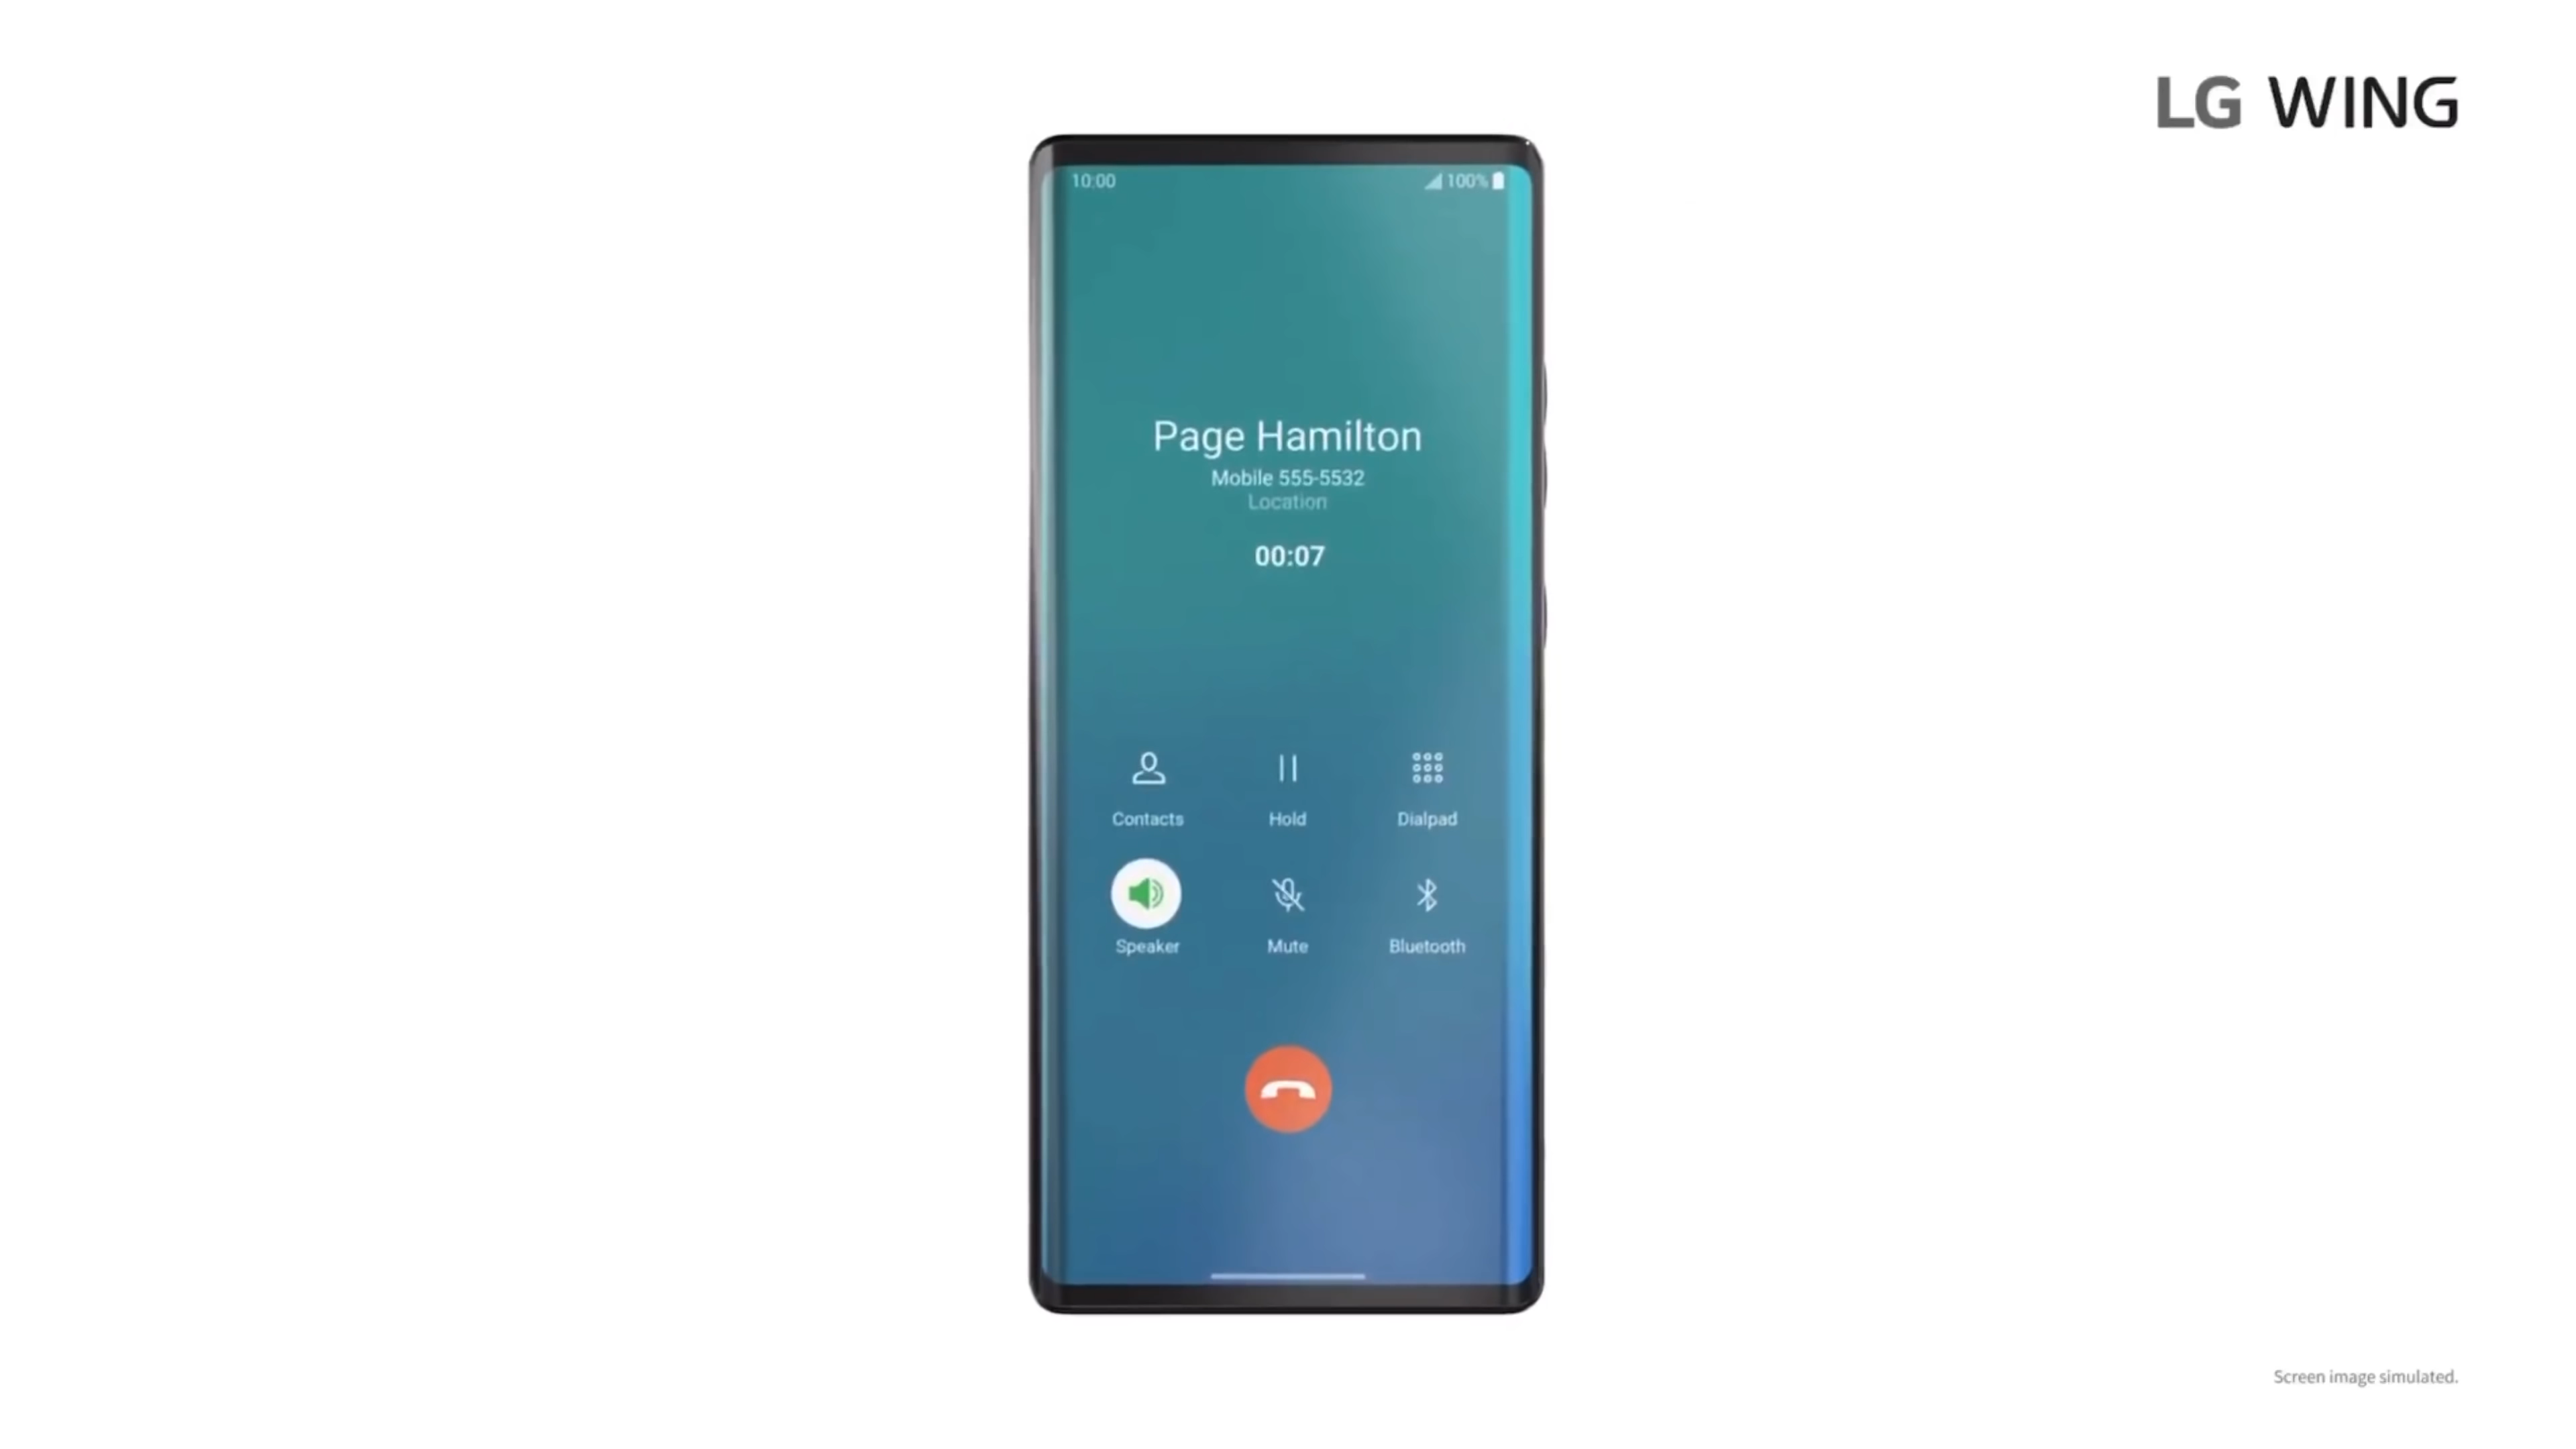 LG WING
10:00 100%
Page Hamilton
Mobile 555-5532
Location
00:07
Contacts Hold Dialpad
Speaker Mute Bluetooth
Screen image simulated.